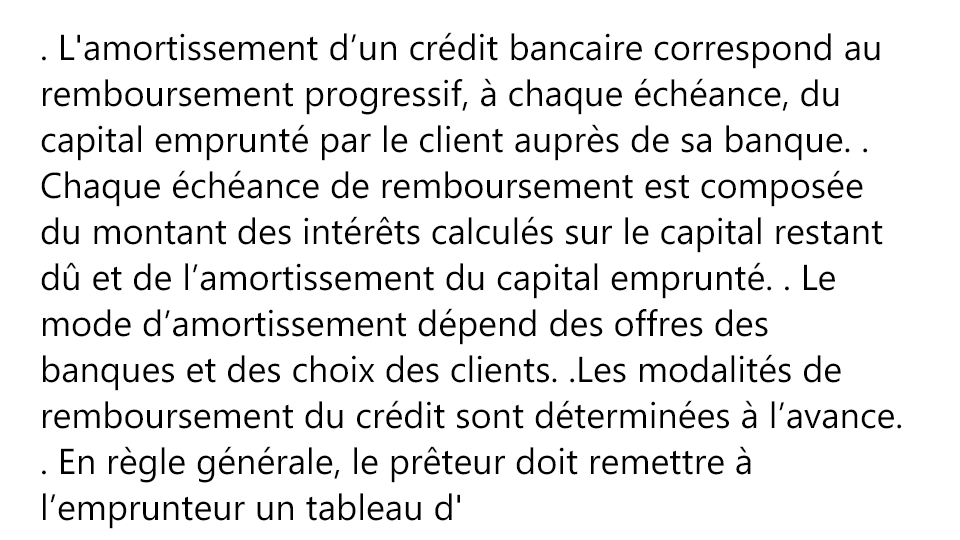 . L'amortissement d’un crédit bancaire correspond au
remboursement progressif, à chaque échéance, du
capital emprunté par le client auprès de sa banque. .
Chaque échéance de remboursement est composée
du montant des intérêts calculés sur le capital restant
dû et de l’amortissement du capital emprunté. . Le
mode d’amortissement dépend des offres des
banques et des choix des clients. .Les modalités de
remboursement du crédit sont déterminées à l’avance.
. En règle générale, le prêteur doit remettre à
l’emprunteur un tableau d'